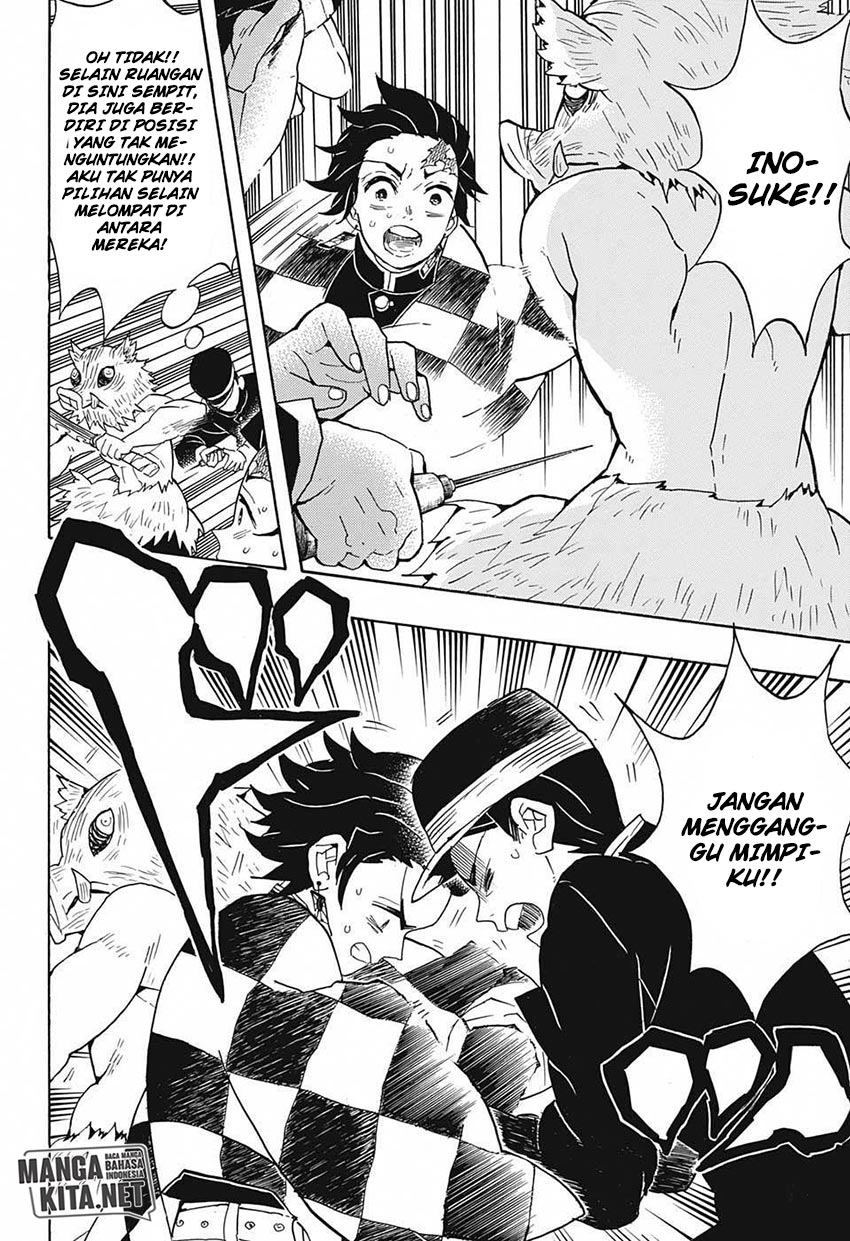 INO-
SUKE!!
OH TIDAK!!
SELAIN RUANGAN
DI SINI SEMPIT,
DIA JUGA BER-
DIRI DI POSISI
YANG TAK ME-
NGUNTUNGKAN!!
AKU TAK PUNYA
PILIHAN SELAIN
MELOMPAT DI
ANTARA
MEREKA!
JANGAN
MENGGANG-
GU MIMPI-
KU!!
ド
MANGA
KITA.NET
BACA MANGA
BAHASA
INDONESIA